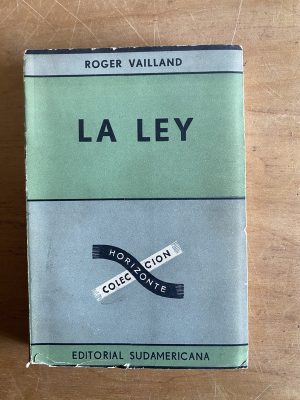 ROGER VAILLAND
LA LEY
COLECCION
HORIZONTE
EDITORIAL SUDAMERICANA